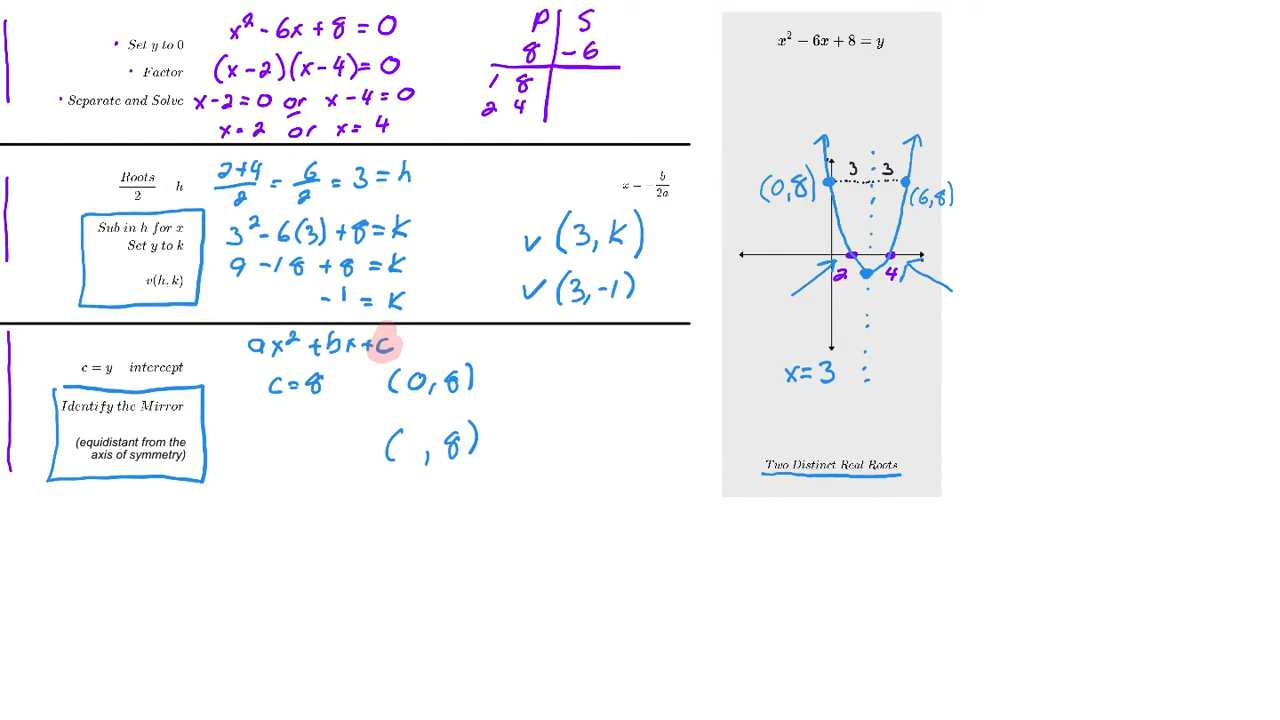 x² - 6x + 8 = 0
• Set y to 0
• Factor (x-2)(x-4) = 0
• Separate and Solve x-2=0 or x-4=0
x=2 or x=4
P S
8 -6
1 8
2 4
Roots/2 h (2+4)/2 = 6/2 = 3 = h
x = -b/2a
Sub in h for x
Set y to k
v(h, k)
3² - 6(3) + 8 = K
9 - 18 + 8 = K
-1 = K
v (3, K)
v (3, -1)
ax² + bx + c
c = y intercept
c = 8 (0, 8)
Identify the Mirror
(equidistant from the
axis of symmetry)
( , 8)
x² - 6x + 8 = y
3 3
(0,8)
(6,8)
2 4
x=3
Two Distinct Real Roots